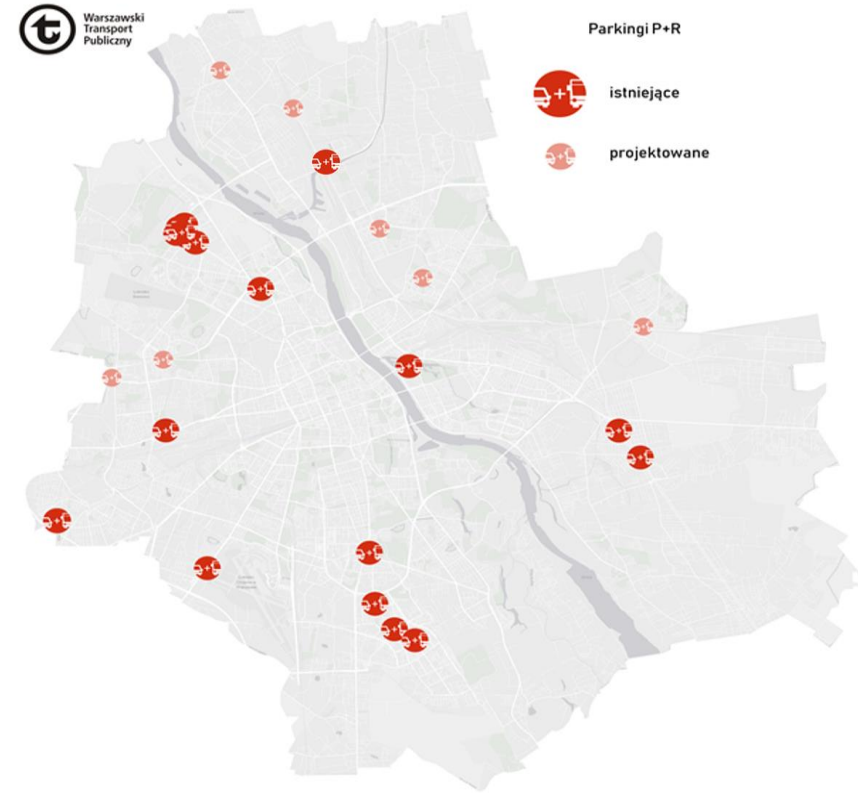 Warszawski
Transport
Publiczny
Parkingi P+R
istniejące
projektowane